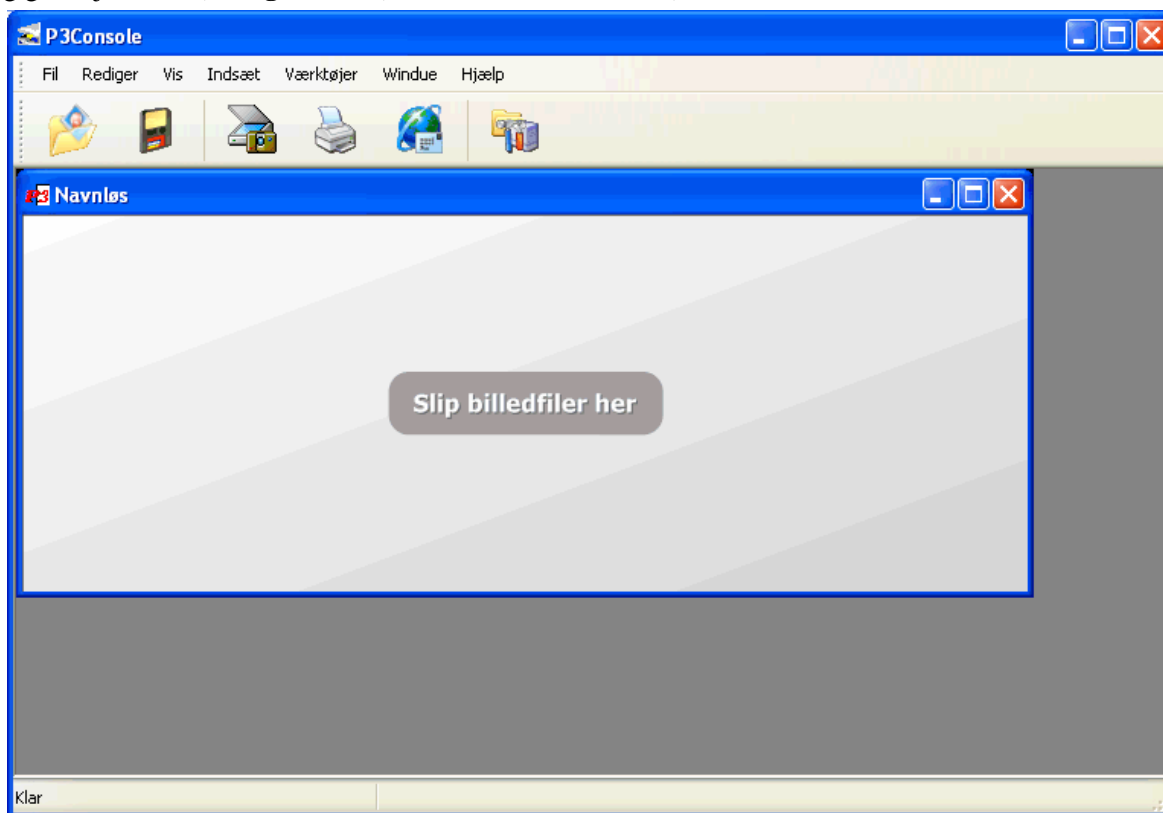 P3Console
Fil Rediger Vis Indsæt Værktøjer Windue Hjælp
Navnløs
Slip billedfiler her
Klar